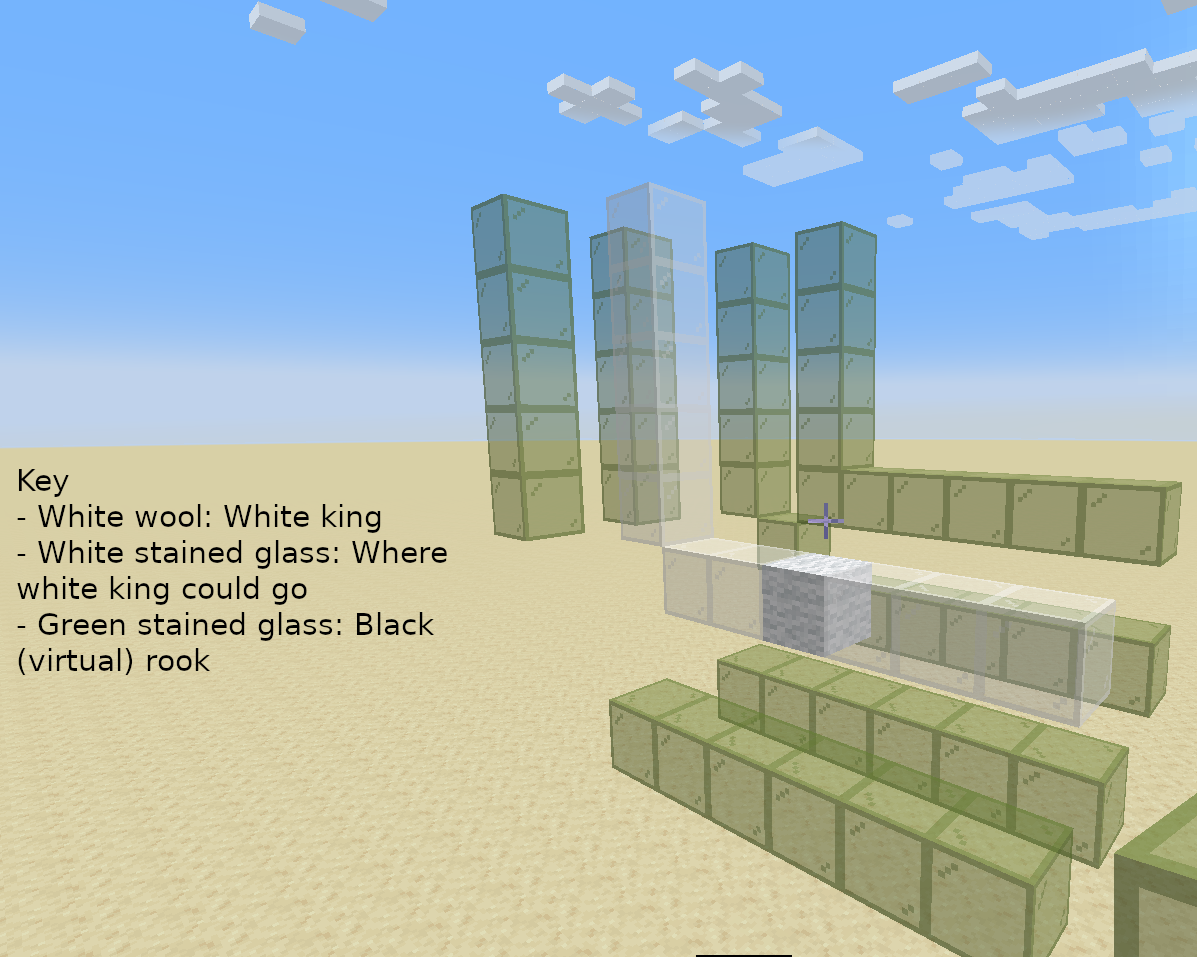 Key
- White wool: White king
- White stained glass: Where
white king could go
- Green stained glass: Black
(virtual) rook